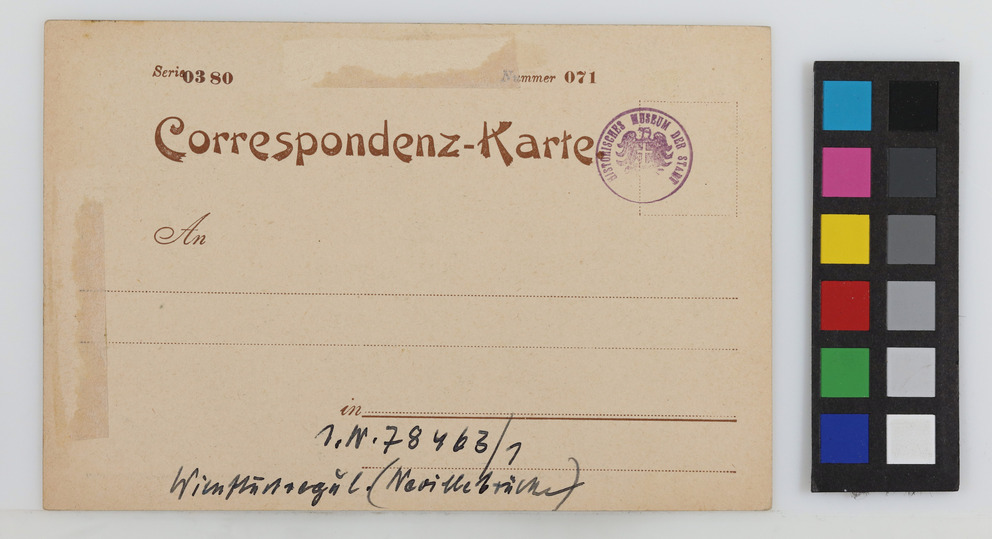 Serie 03 80 Nummer 071
Correspondenz-Karte
HISTORISCHES MUSEUM DER STADT
An
in
I.N. 78463/1
Wienflussregul. (Nevillebrücke)